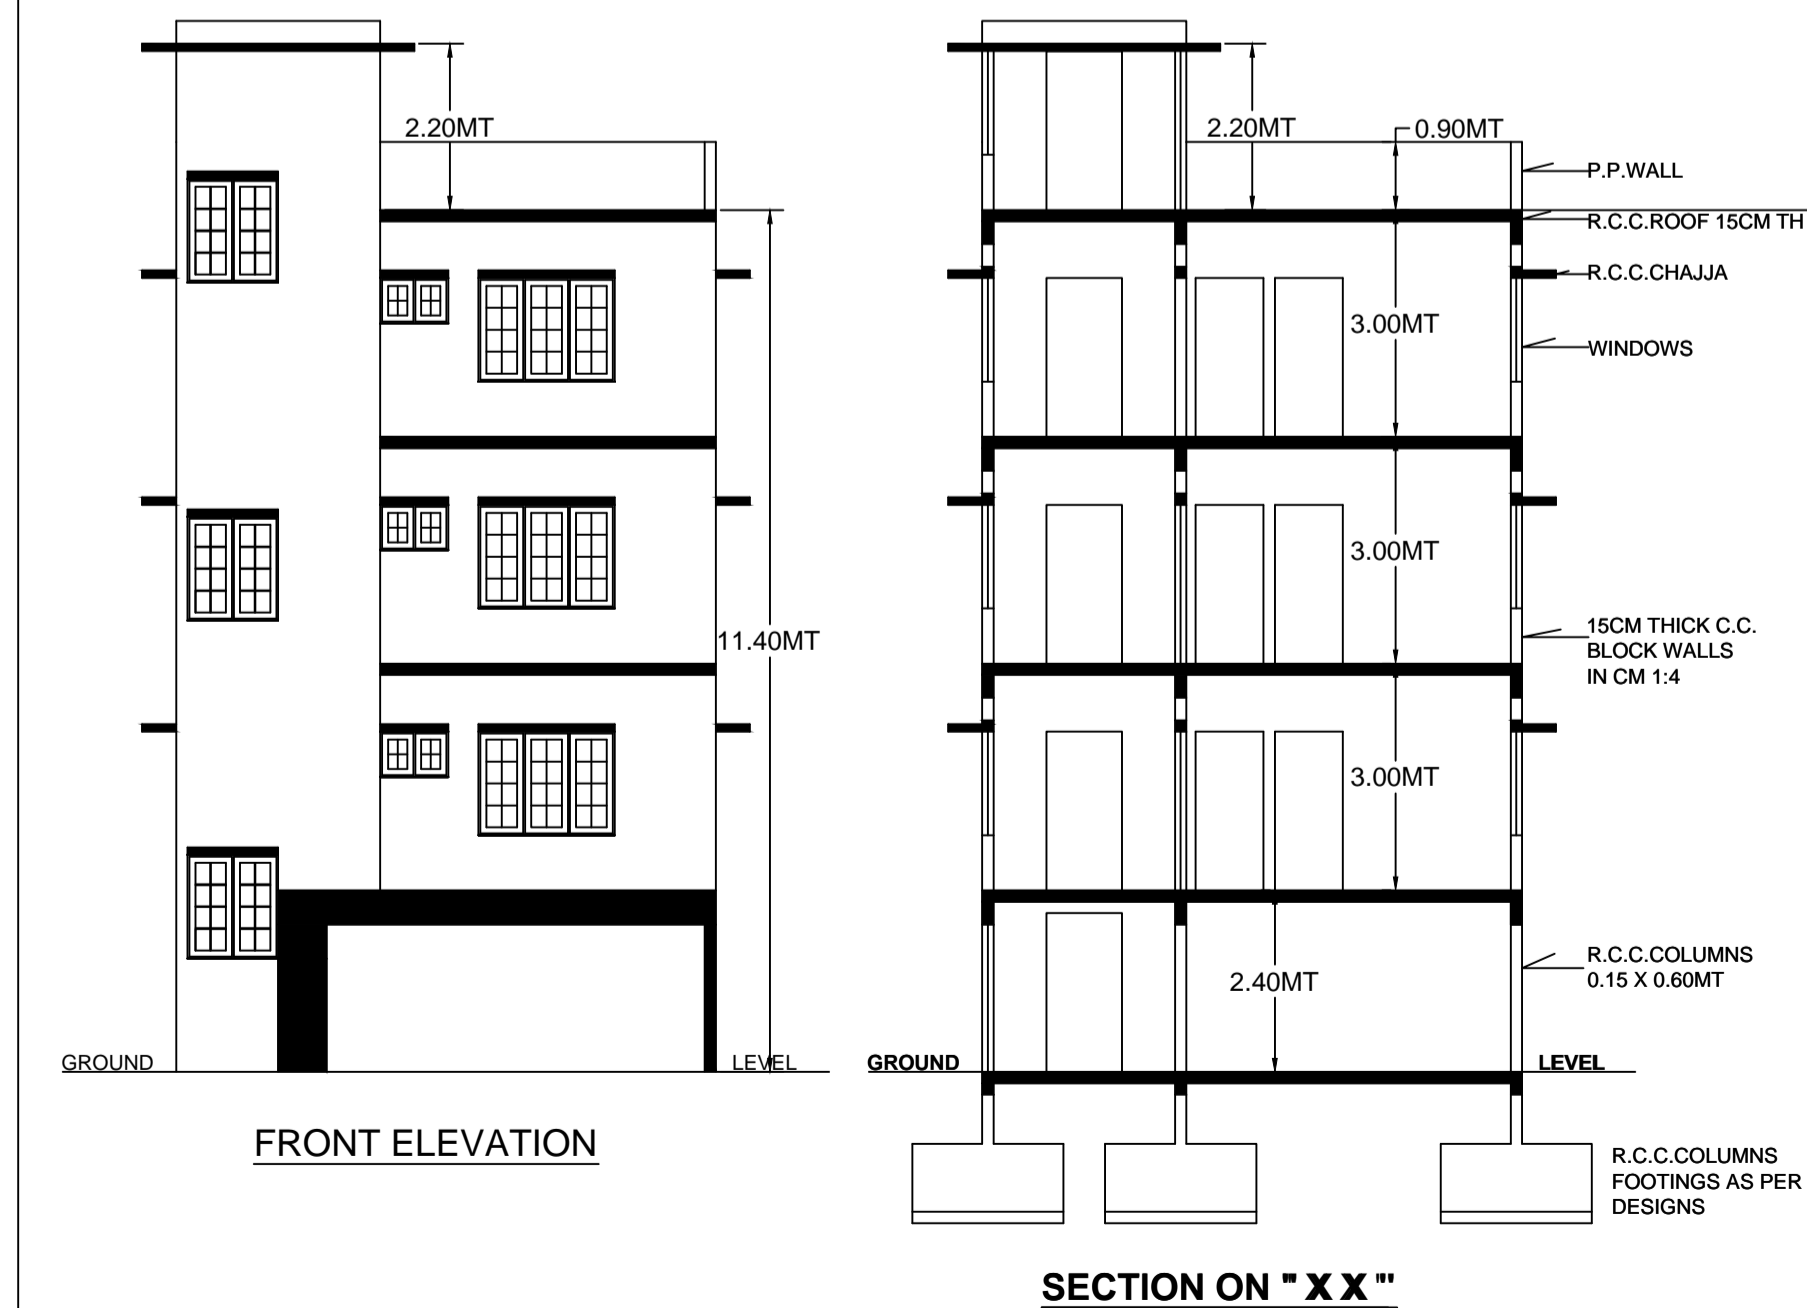 2.20MT
11.40MT
GROUND
LEVEL
FRONT ELEVATION
2.20MT
0.90MT
P.P.WALL
R.C.C.ROOF 15CM TH
R.C.C.CHAJJA
3.00MT
WINDOWS
3.00MT
15CM THICK C.C.
BLOCK WALLS
IN CM 1:4
3.00MT
R.C.C.COLUMNS
0.15 X 0.60MT
2.40MT
GROUND
LEVEL
R.C.C.COLUMNS
FOOTINGS AS PER
DESIGNS
SECTION ON "' X X "'